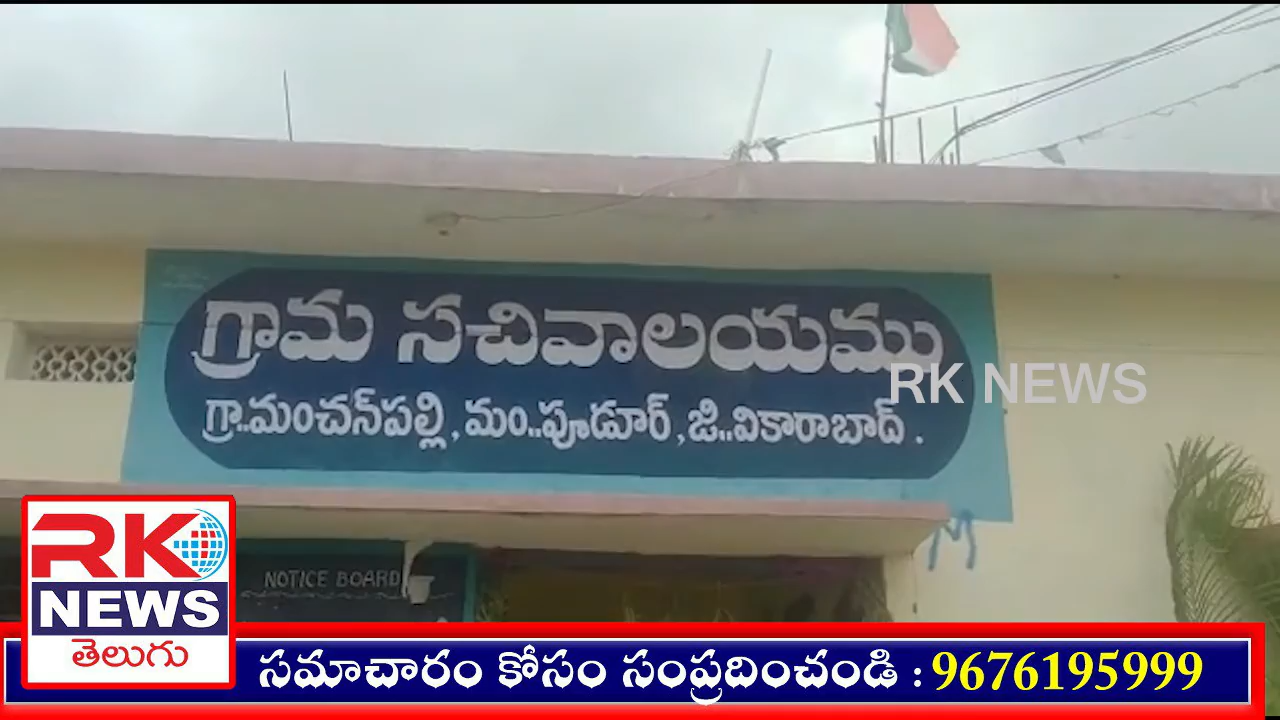 గ్రామ సచివాలయము
RK NEWS
గ్రా..మంచన్‌పల్లి, మం..పూడూర్, జి..వికారాబాద్.
NOTICE BOARD
RK
NEWS
తెలుగు
సమాచారం కోసం సంప్రదించండి : 9676195999